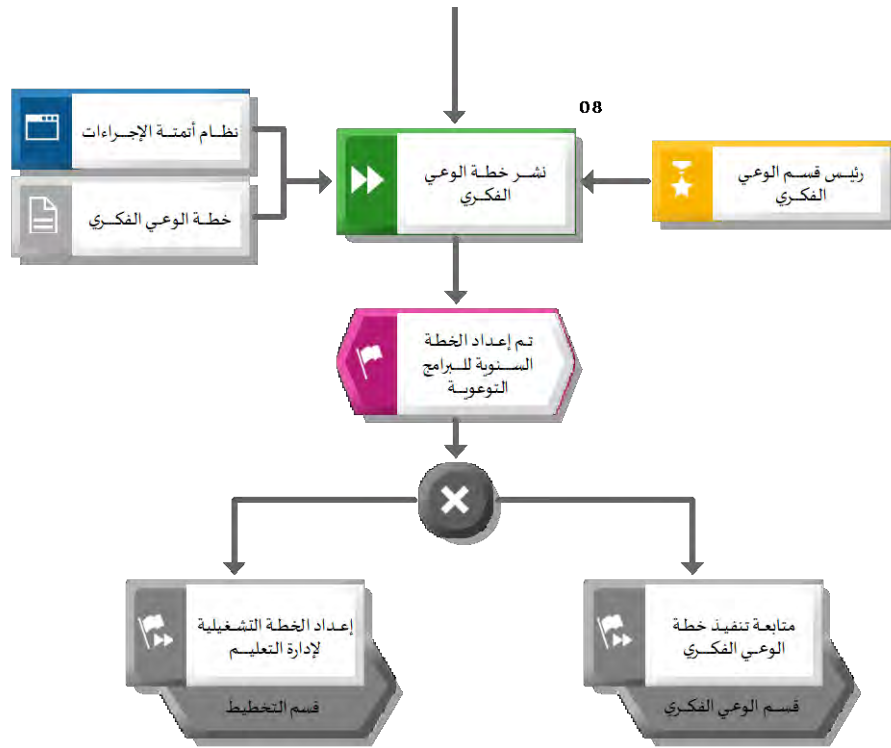 08
نظام أتمتة الإجراءات
خطة الوعي الفكري
نشر خطة الوعي
الفكري
رئيس قسم الوعي
الفكري
تم إعداد الخطة
السنوية للبرامج
التوعوية
إعداد الخطة التشغيلية
لإدارة التعليم
قسم التخطيط
متابعة تنفيذ خطة
الوعي الفكري
قسم الوعي الفكري